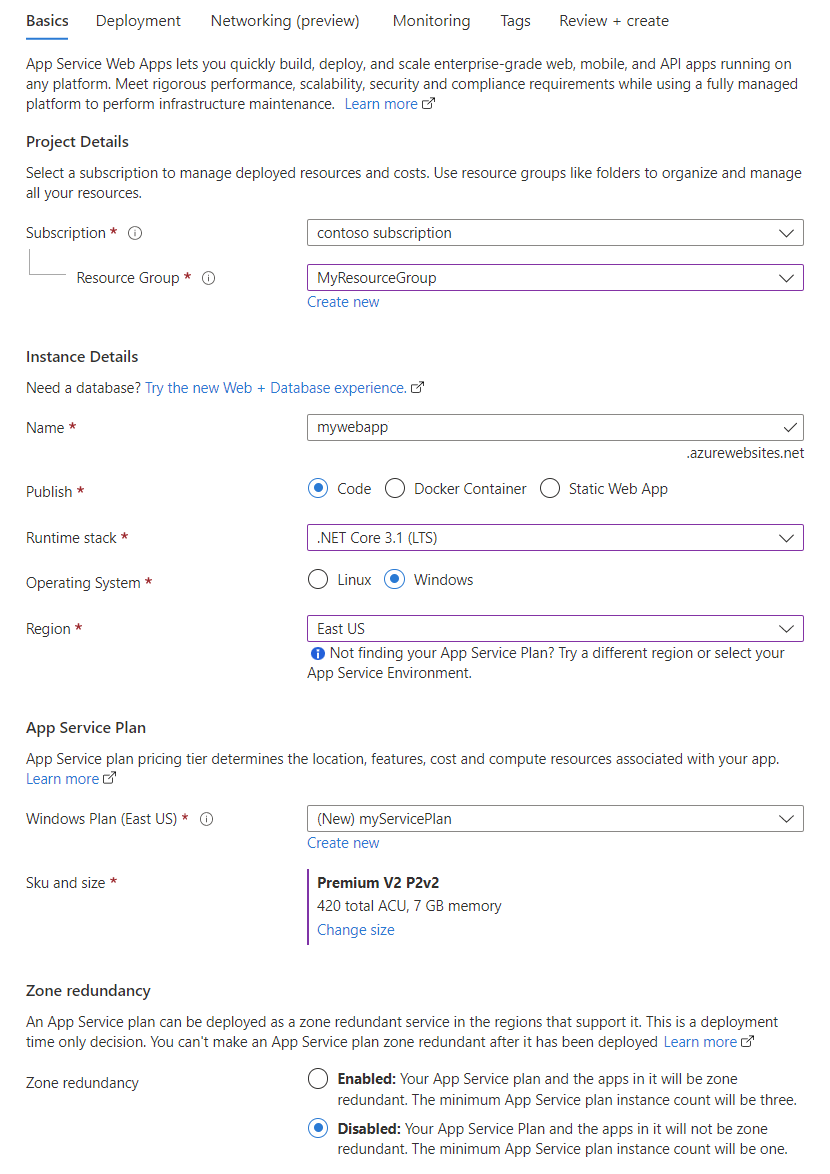 Basics Deployment Networking (preview) Monitoring Tags Review + create
App Service Web Apps lets you quickly build, deploy, and scale enterprise-grade web, mobile, and API apps running on
any platform. Meet rigorous performance, scalability, security and compliance requirements while using a fully managed
platform to perform infrastructure maintenance. Learn more
Project Details
Select a subscription to manage deployed resources and costs. Use resource groups like folders to organize and manage
all your resources.
Subscription * contoso subscription
Resource Group * MyResourceGroup
Create new
Instance Details
Need a database? Try the new Web + Database experience.
Name * mywebapp
.azurewebsites.net
Publish * Code Docker Container Static Web App
Runtime stack * .NET Core 3.1 (LTS)
Operating System * Linux Windows
Region * East US
Not finding your App Service Plan? Try a different region or select your
App Service Environment.
App Service Plan
App Service plan pricing tier determines the location, features, cost and compute resources associated with your app.
Learn more
Windows Plan (East US) * (New) myServicePlan
Create new
Sku and size * Premium V2 P2v2
420 total ACU, 7 GB memory
Change size
Zone redundancy
An App Service plan can be deployed as a zone redundant service in the regions that support it. This is a deployment
time only decision. You can't make an App Service plan zone redundant after it has been deployed Learn more
Zone redundancy Enabled: Your App Service plan and the apps in it will be zone
redundant. The minimum App Service plan instance count will be three.
Disabled: Your App Service Plan and the apps in it will not be zone
redundant. The minimum App Service plan instance count will be one.